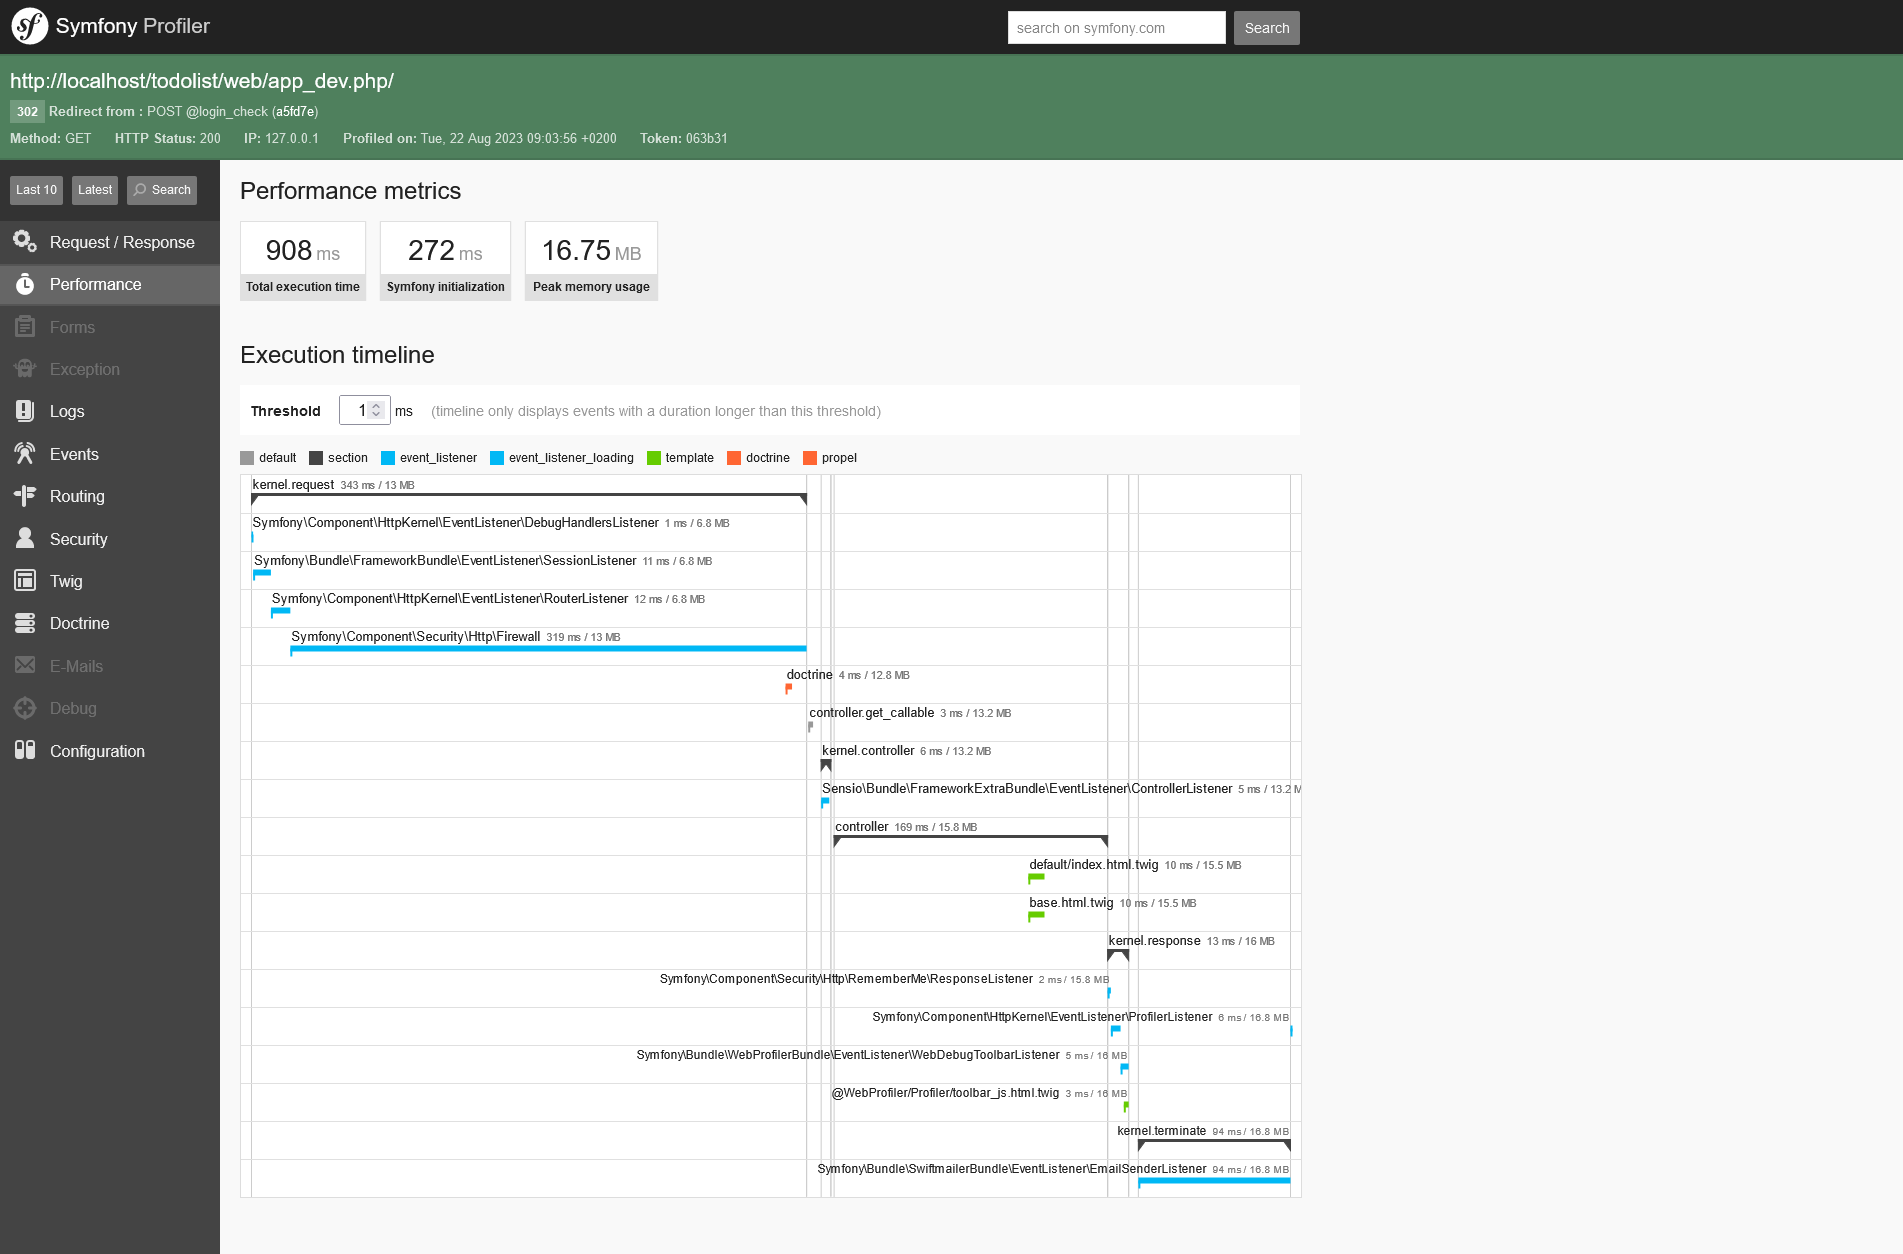 Symfony Profiler
search on symfony.com
Search
http://localhost/todolist/web/app_dev.php/
302 Redirect from : POST @login_check (a5fd7e)
Method: GET HTTP Status: 200 IP: 127.0.0.1 Profiled on: Tue, 22 Aug 2023 09:03:56 +0200 Token: 063b31
Last 10
Latest
Search
Request / Response
Performance
Forms
Exception
Logs
Events
Routing
Security
Twig
Doctrine
E-Mails
Debug
Configuration
Performance metrics
908 ms
Total execution time
272 ms
Symfony initialization
16.75 MB
Peak memory usage
Execution timeline
Threshold 1 ms (timeline only displays events with a duration longer than this threshold)
default section event_listener event_listener_loading template doctrine propel
kernel.request 343 ms / 13 MB
Symfony\Component\HttpKernel\EventListener\DebugHandlersListener 1 ms / 6.8 MB
Symfony\Bundle\FrameworkBundle\EventListener\SessionListener 11 ms / 6.8 MB
Symfony\Component\HttpKernel\EventListener\RouterListener 12 ms / 6.8 MB
Symfony\Component\Security\Http\Firewall 319 ms / 13 MB
doctrine 4 ms / 12.8 MB
controller.get_callable 3 ms / 13.2 MB
kernel.controller 6 ms / 13.2 MB
Sensio\Bundle\FrameworkExtraBundle\EventListener\ControllerListener 5 ms / 13.2 M
controller 169 ms / 15.8 MB
default/index.html.twig 10 ms / 15.5 MB
base.html.twig 10 ms / 15.5 MB
kernel.response 13 ms / 16 MB
Symfony\Component\Security\Http\RememberMe\ResponseListener 2 ms / 15.8 MB
Symfony\Component\HttpKernel\EventListener\ProfilerListener 6 ms / 16.8 MB
Symfony\Bundle\WebProfilerBundle\EventListener\WebDebugToolbarListener 5 ms / 16 MB
@WebProfiler/Profiler/toolbar_js.html.twig 3 ms / 16 MB
kernel.terminate 94 ms / 16.8 MB
Symfony\Bundle\SwiftmailerBundle\EventListener\EmailSenderListener 94 ms / 16.8 MB